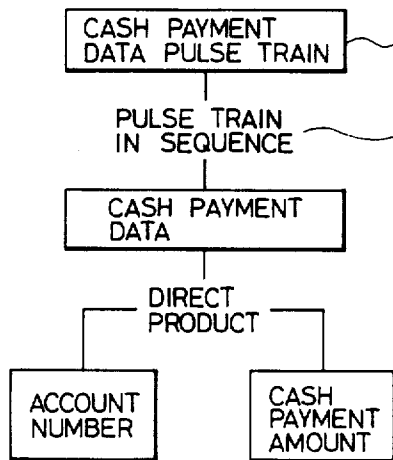 CASH PAYMENT
DATA PULSE TRAIN
PULSE TRAIN
IN SEQUENCE
CASH PAYMENT
DATA
DIRECT
PRODUCT
ACCOUNT
NUMBER
CASH
PAYMENT
AMOUNT